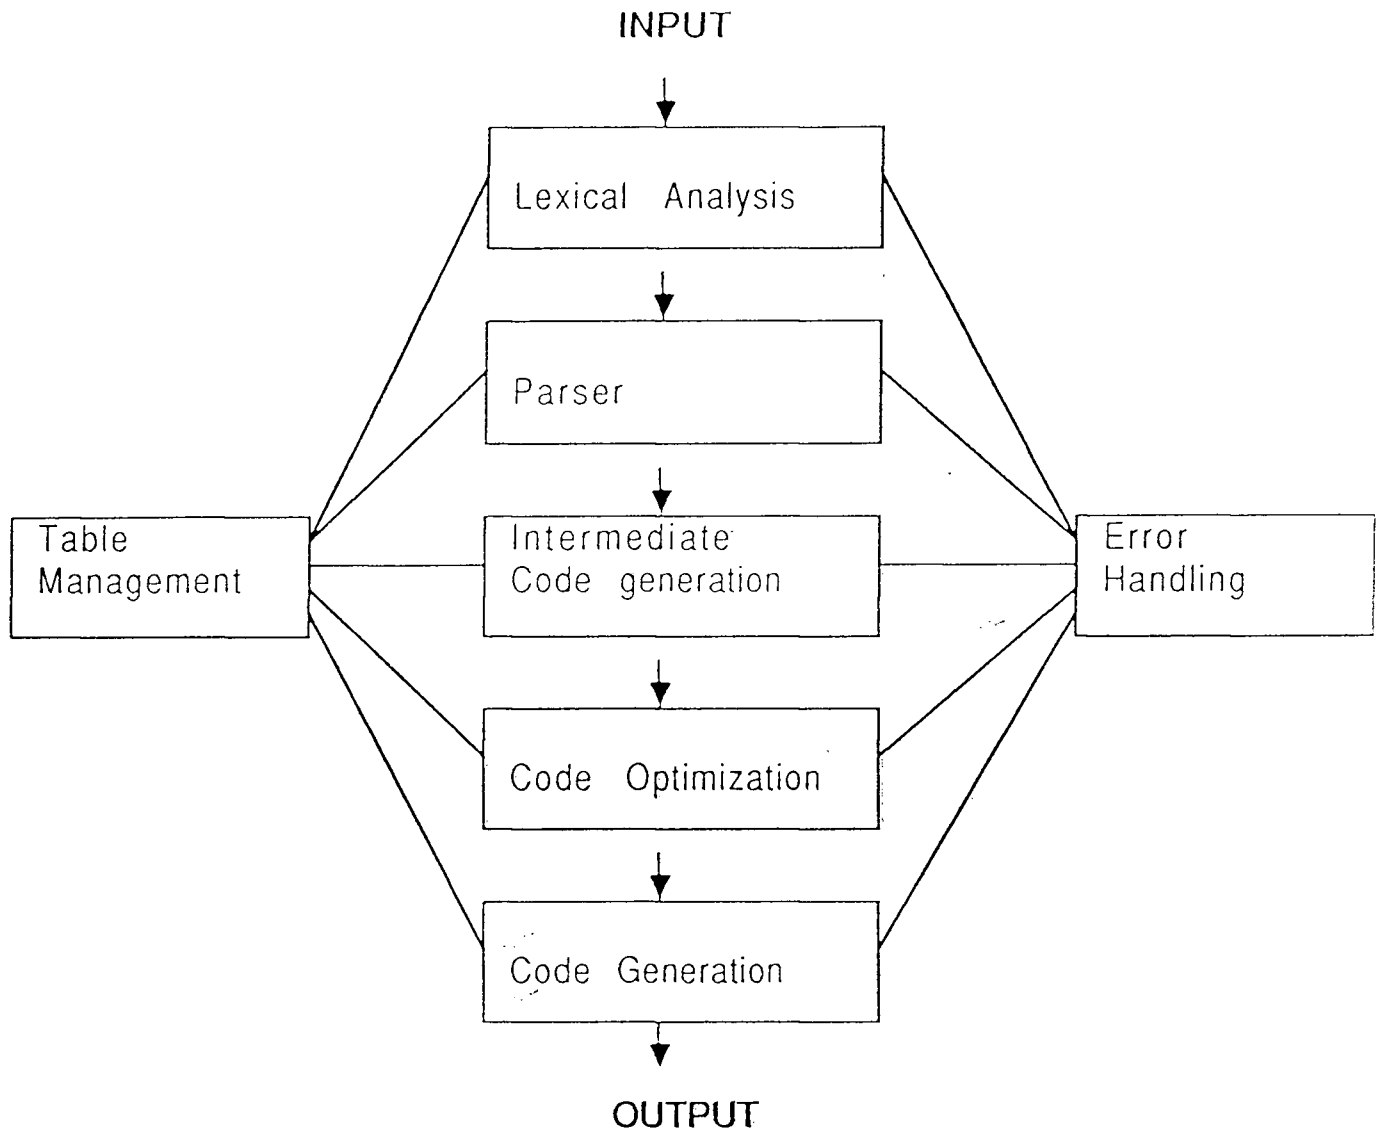 INPUT
Lexical Analysis
Parser
Table
Management
Intermediate
Code generation
Error
Handling
Code Optimization
Code Generation
OUTPUT